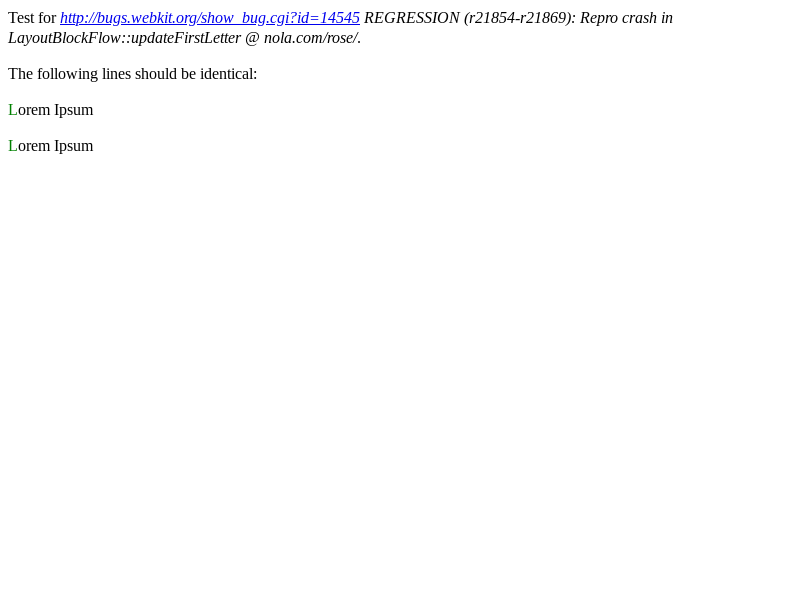 Test for http://bugs.webkit.org/show_bug.cgi?id=14545 REGRESSION (r21854-r21869): Repro crash in
LayoutBlockFlow::updateFirstLetter @ nola.com/rose/.
The following lines should be identical:
Lorem Ipsum
Lorem Ipsum